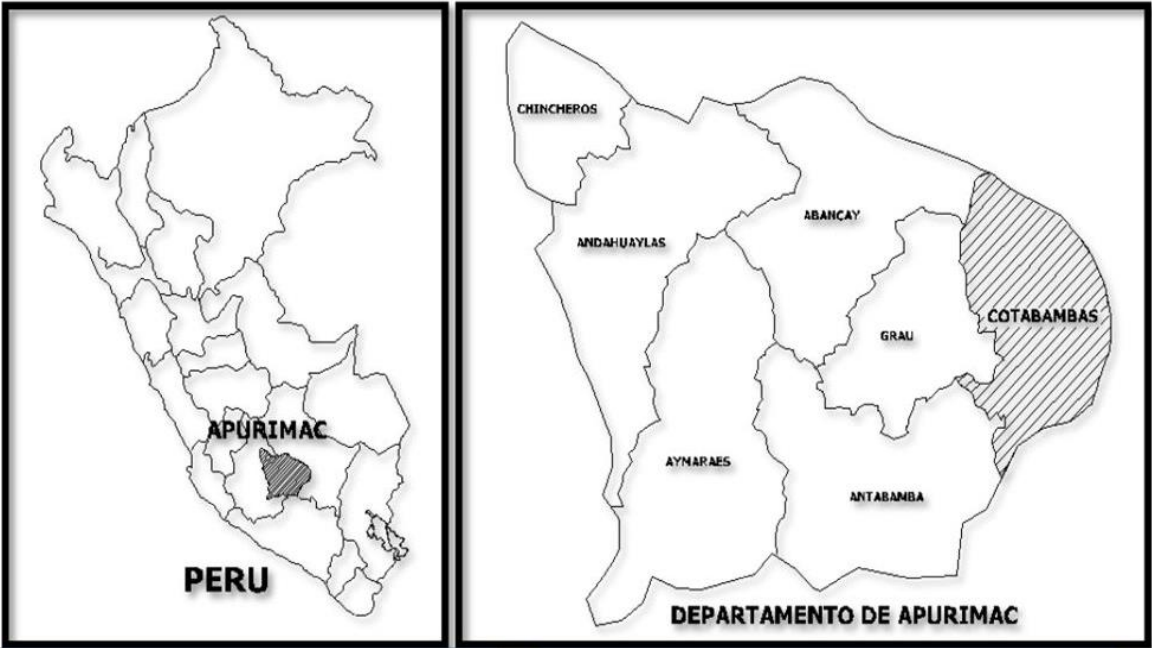 APURIMAC
PERU
CHINCHEROS
ANDAHUAYLAS
ABANCAY
GRAU
COTABAMBAS
AYMARAES
ANTABAMBA
DEPARTAMENTO DE APURIMAC